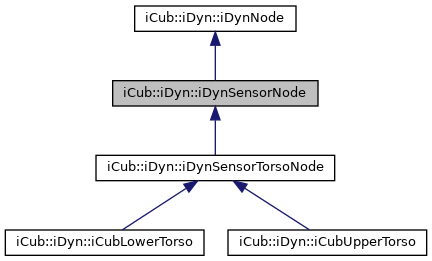 iCub::iDyn::iDynNode
iCub::iDyn::iDynSensorNode
iCub::iDyn::iDynSensorTorsoNode
iCub::iDyn::iCubLowerTorso
iCub::iDyn::iCubUpperTorso